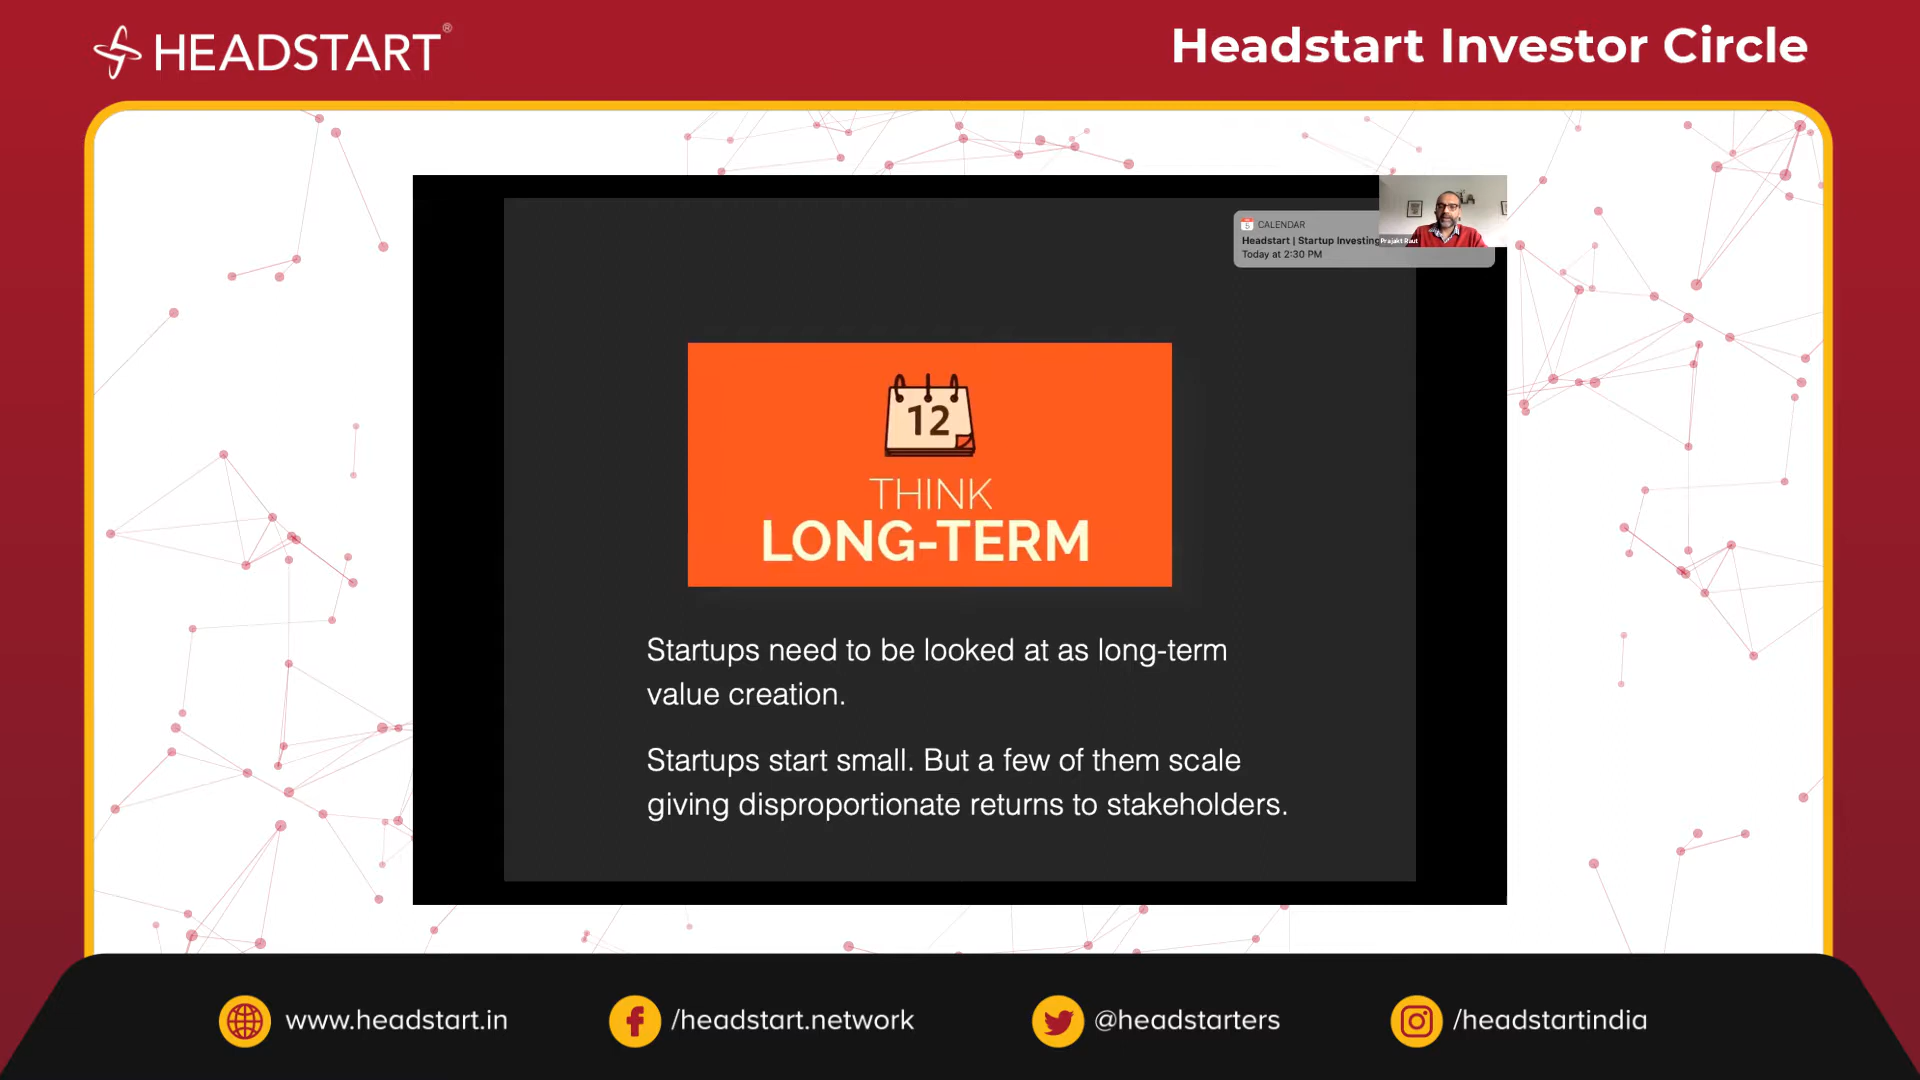 HEADSTART®
Headstart Investor Circle
CALENDAR
Headstart | Startup Investing
Today at 2:30 PM
Prajakt Raut
12
THINK
LONG-TERM
Startups need to be looked at as long-term
value creation.
Startups start small. But a few of them scale
giving disproportionate returns to stakeholders.
www.headstart.in
/headstart.network
@headstarters
/headstartindia